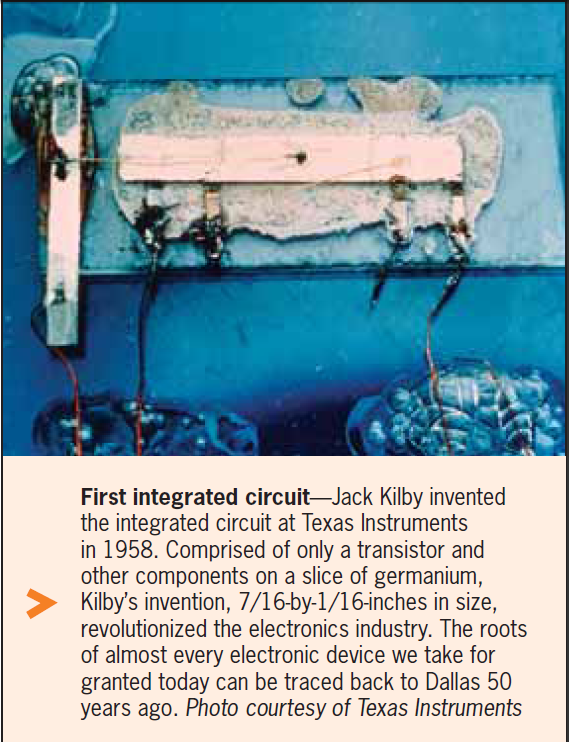 First integrated circuit—Jack Kilby invented
the integrated circuit at Texas Instruments
in 1958. Comprised of only a transistor and
other components on a slice of germanium,
Kilby’s invention, 7/16-by-1/16-inches in size,
revolutionized the electronics industry. The roots
of almost every electronic device we take for
granted today can be traced back to Dallas 50
years ago. Photo courtesy of Texas Instruments